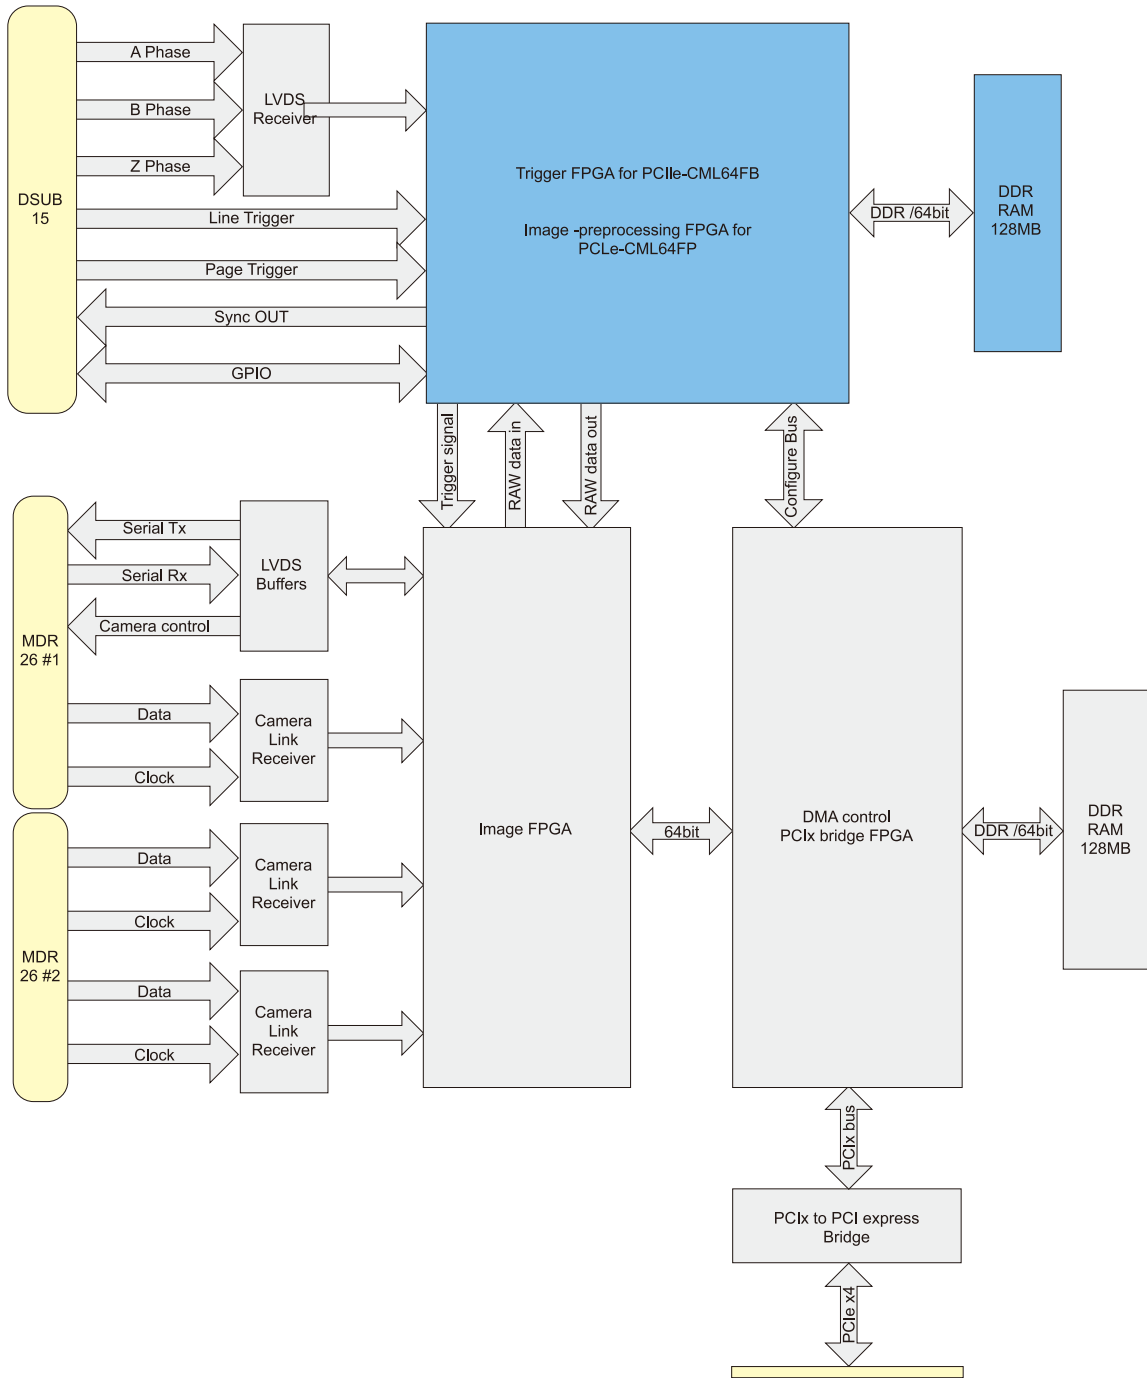 A Phase
B Phase
Z Phase
LVDS
Receiver
DSUB
15
Line Trigger
Page Trigger
Sync OUT
GPIO
Trigger FPGA for PCIIe-CML64FB
Image -preprocessing FPGA for
PCLe-CML64FP
DDR /64bit
DDR
RAM
128MB
Trigger signal
RAW data in
RAW data out
Configure Bus
MDR
26 #1
Serial Tx
Serial Rx
Camera control
LVDS
Buffers
Data
Clock
Camera
Link
Receiver
MDR
26 #2
Data
Clock
Camera
Link
Receiver
Data
Clock
Camera
Link
Receiver
Image FPGA
64bit
DMA control
PCIx bridge FPGA
DDR /64bit
DDR
RAM
128MB
PCIx bus
PCIx to PCI express
Bridge
PCIe x4